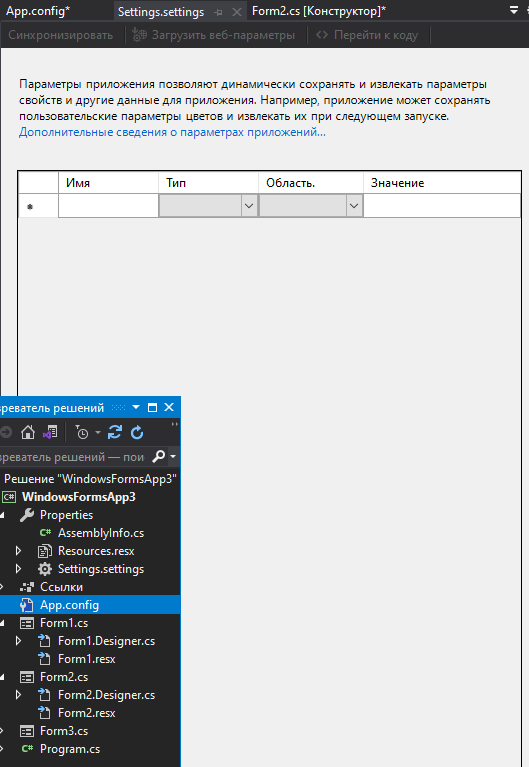 App.config*
Settings.settings
Form2.cs [Конструктор]*
Синхронизировать
Загрузить веб-параметры
Перейти к коду
Параметры приложения позволяют динамически сохранять и извлекать параметры
свойств и другие данные для приложения. Например, приложение может сохранять
пользовательские параметры цветов и извлекать их при следующем запуске.
Дополнительные сведения о параметрах приложений...
Имя
Тип
Область.
Значение
зреватель решений
зреватель решений — пои
Решение "WindowsFormsApp3"
WindowsFormsApp3
Properties
AssemblyInfo.cs
Resources.resx
Settings.settings
Ссылки
App.config
Form1.cs
Form1.Designer.cs
Form1.resx
Form2.cs
Form2.Designer.cs
Form2.resx
Form3.cs
C# Program.cs